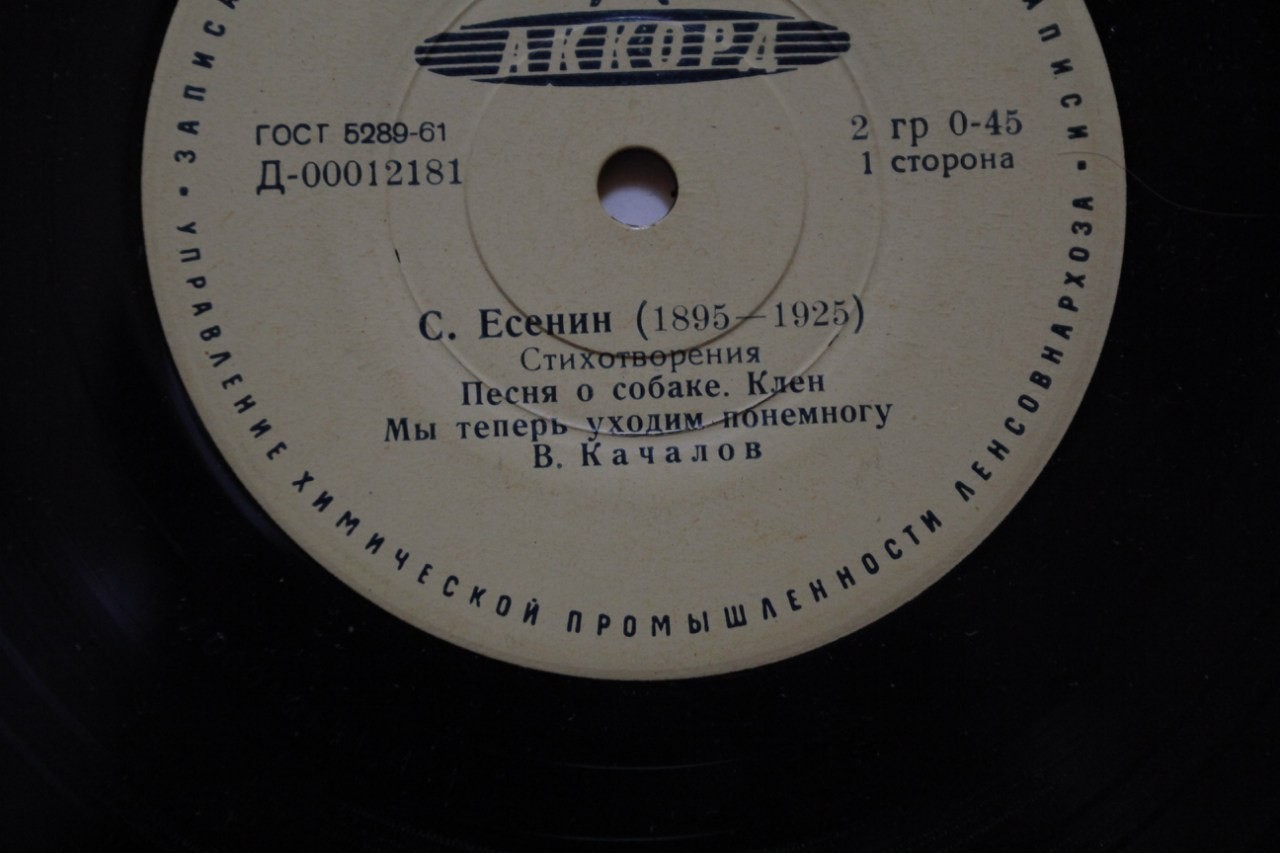 АККОРД
ГОСТ 5289-61
Д-00012181
2 гр 0-45
1 сторона
С. Есенин (1895—1925)
Стихотворения
Песня о собаке. Клен
Мы теперь уходим понемногу
В. Качалов
УПРАВЛЕНИЕ ХИМИЧЕСКОЙ ПРОМЫШЛЕННОСТИ ЛЕНСОВНАРХОЗА